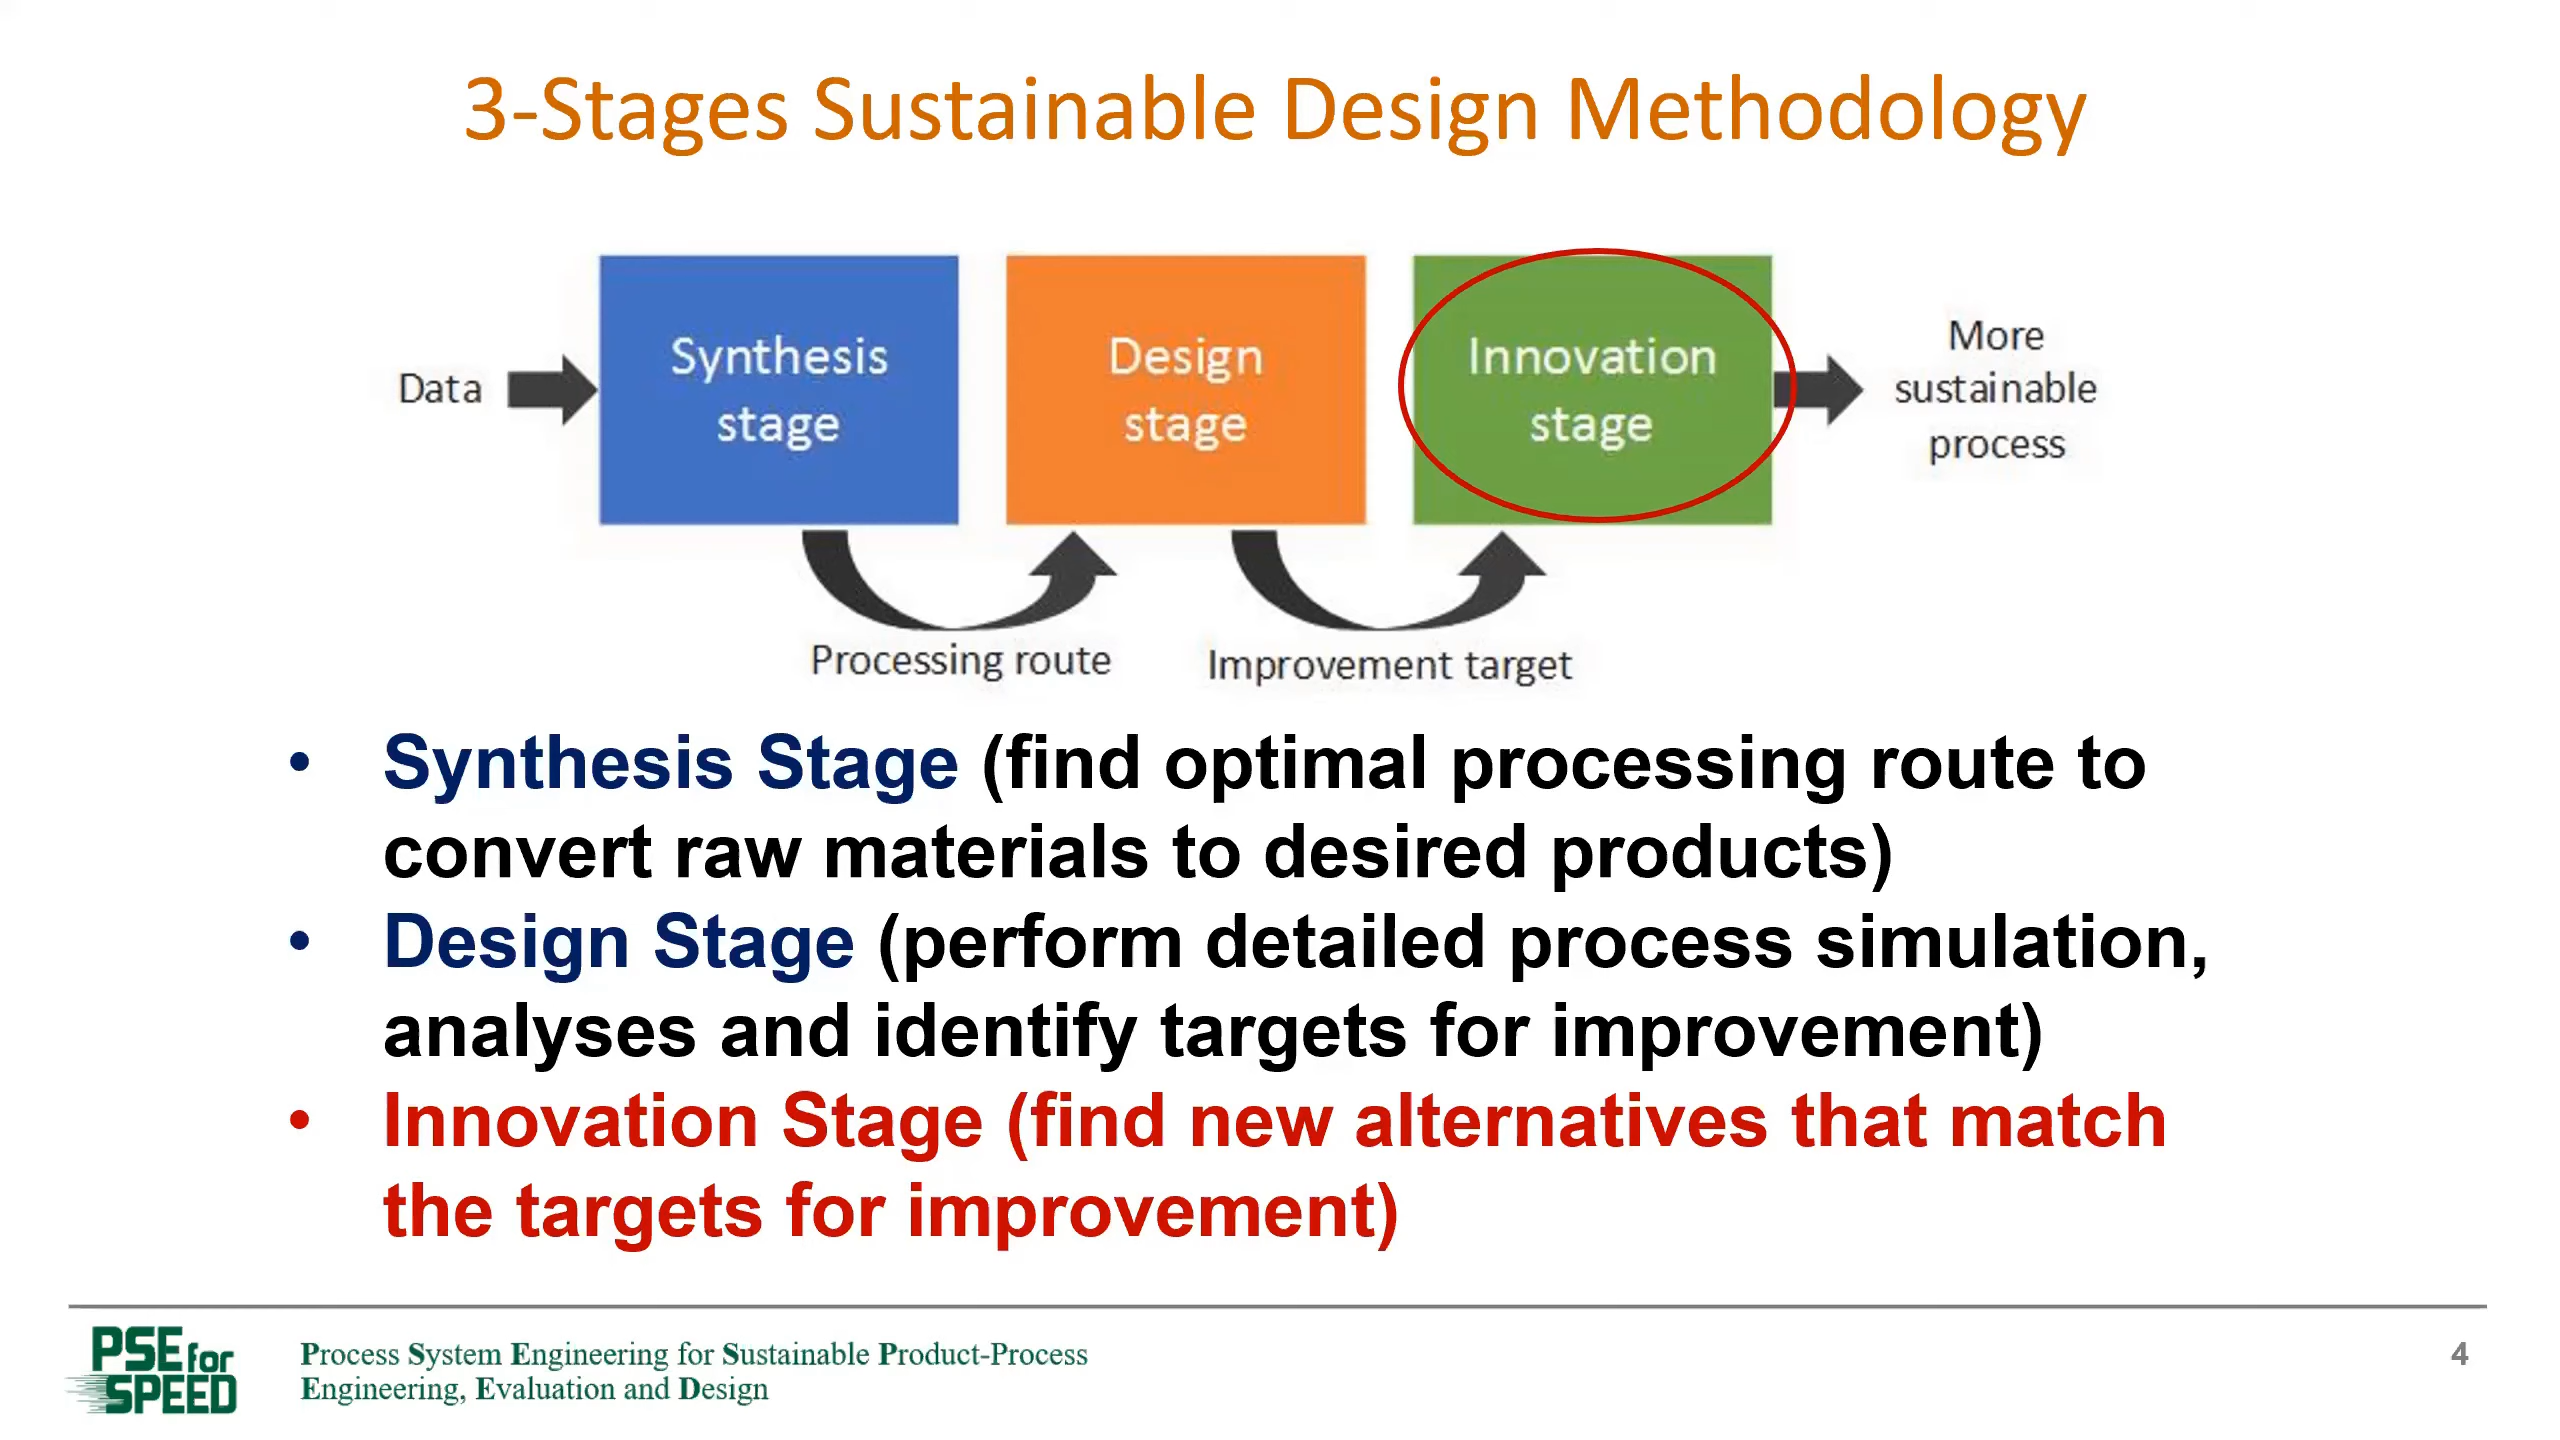 3-Stages Sustainable Design Methodology
Data
Synthesis
stage
Design
stage
Innovation
stage
More
sustainable
process
Processing route
Improvement target
• Synthesis Stage (find optimal processing route to
convert raw materials to desired products)
• Design Stage (perform detailed process simulation,
analyses and identify targets for improvement)
• Innovation Stage (find new alternatives that match
the targets for improvement)
PSE for
SPEED
Process System Engineering for Sustainable Product-Process
Engineering, Evaluation and Design
4